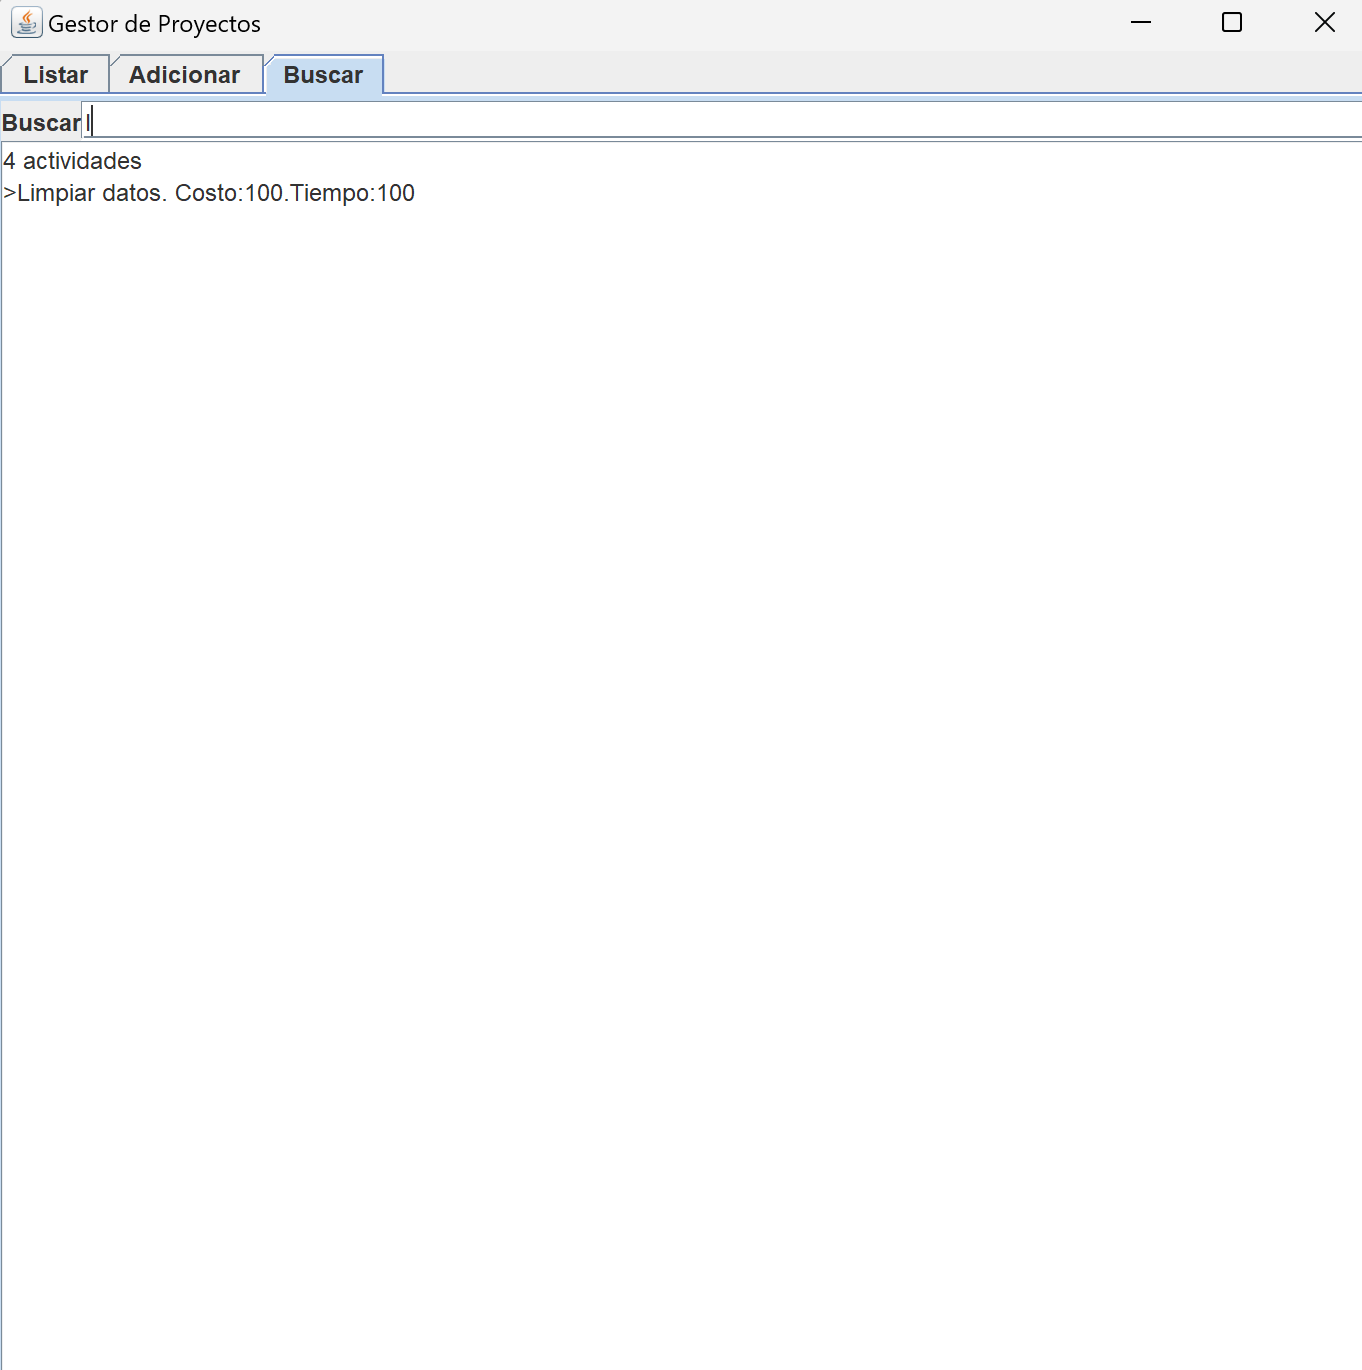 Gestor de Proyectos
Listar Adicionar Buscar
Buscar l
4 actividades
>Limpiar datos. Costo:100.Tiempo:100